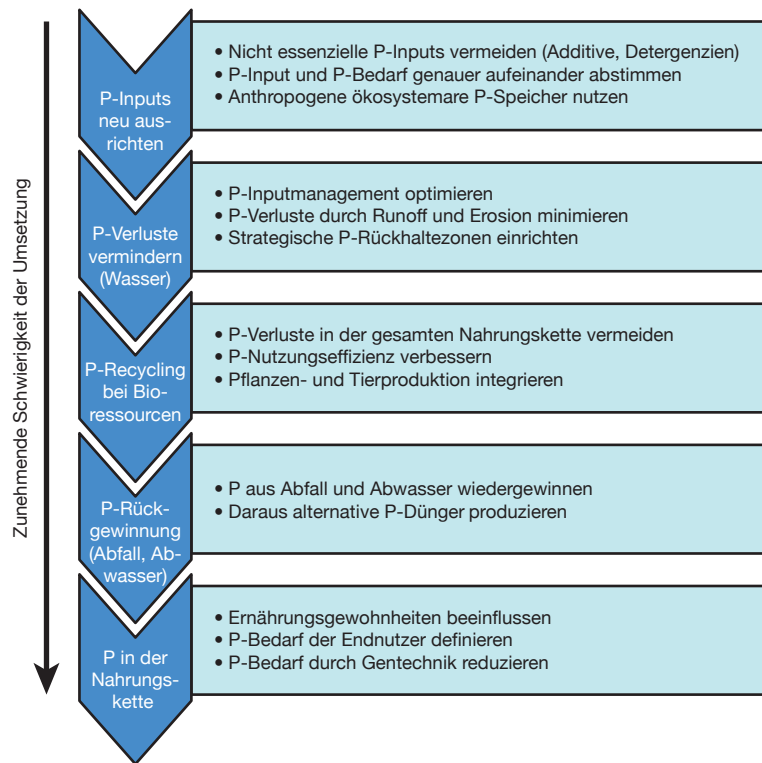 Zunehmende Schwierigkeit der Umsetzung
P-Inputs
neu aus-
richten
• Nicht essenzielle P-Inputs vermeiden (Additive, Detergenzien)
• P-Input und P-Bedarf genauer aufeinander abstimmen
• Anthropogene ökosystemare P-Speicher nutzen
P-Verluste
vermindern
(Wasser)
• P-Inputmanagement optimieren
• P-Verluste durch Runoff und Erosion minimieren
• Strategische P-Rückhaltezonen einrichten
P-Recycling
bei Bio-
ressourcen
• P-Verluste in der gesamten Nahrungskette vermeiden
• P-Nutzungseffizienz verbessern
• Pflanzen- und Tierproduktion integrieren
P-Rück-
gewinnung
(Abfall, Ab-
wasser)
• P aus Abfall und Abwasser wiedergewinnen
• Daraus alternative P-Dünger produzieren
P in der
Nahrungs-
kette
• Ernährungsgewohnheiten beeinflussen
• P-Bedarf der Endnutzer definieren
• P-Bedarf durch Gentechnik reduzieren